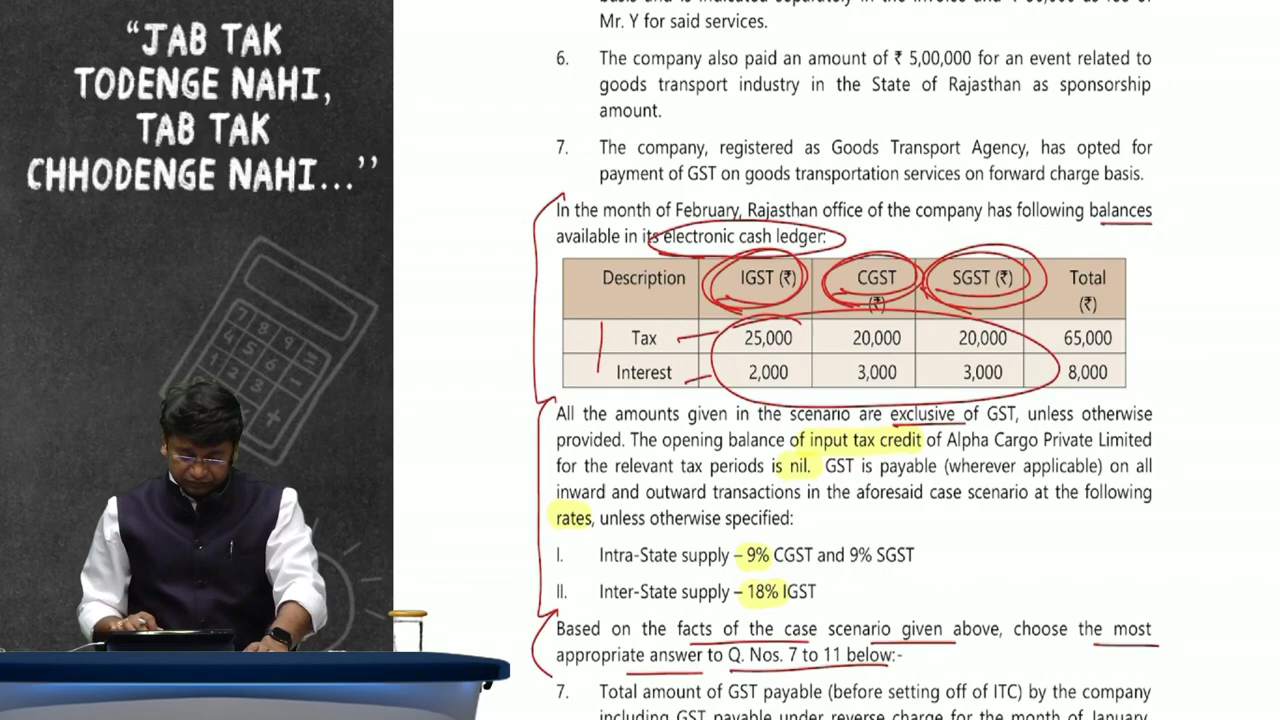 “JAB TAK
TODENGE NAHI,
TAB TAK
CHHODENGE NAHI...’’
Mr. Y for said services.
6. The company also paid an amount of ₹ 5,00,000 for an event related to
goods transport industry in the State of Rajasthan as sponsorship
amount.
7. The company, registered as Goods Transport Agency, has opted for
payment of GST on goods transportation services on forward charge basis.
In the month of February, Rajasthan office of the company has following balances
available in its electronic cash ledger:
Description IGST (₹) CGST (₹) SGST (₹) Total (₹)
Tax 25,000 20,000 20,000 65,000
Interest 2,000 3,000 3,000 8,000
All the amounts given in the scenario are exclusive of GST, unless otherwise
provided. The opening balance of input tax credit of Alpha Cargo Private Limited
for the relevant tax periods is nil. GST is payable (wherever applicable) on all
inward and outward transactions in the aforesaid case scenario at the following
rates, unless otherwise specified:
I. Intra-State supply – 9% CGST and 9% SGST
II. Inter-State supply – 18% IGST
Based on the facts of the case scenario given above, choose the most
appropriate answer to Q. Nos. 7 to 11 below:-
7. Total amount of GST payable (before setting off of ITC) by the company
including GST payable under reverse charge for the month of January,